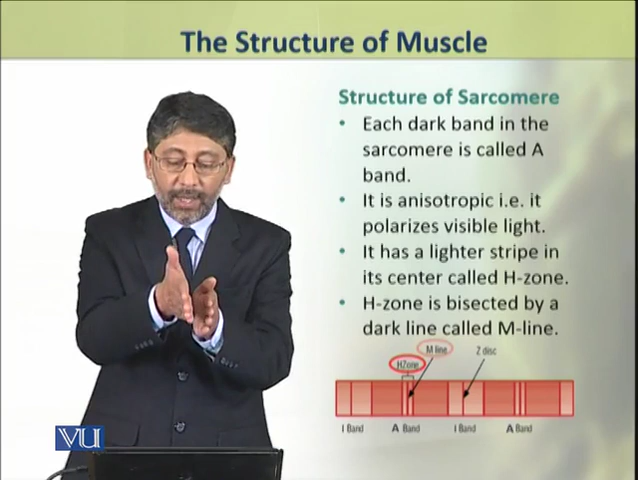 The Structure of Muscle
Structure of Sarcomere
• Each dark band in the
sarcomere is called A
band.
• It is anisotropic i.e. it
polarizes visible light.
• It has a lighter stripe in
its center called H-zone.
• H-zone is bisected by a
dark line called M-line.
M line
Z disc
HZone
I Band
A Band
I Band
A Band
VU